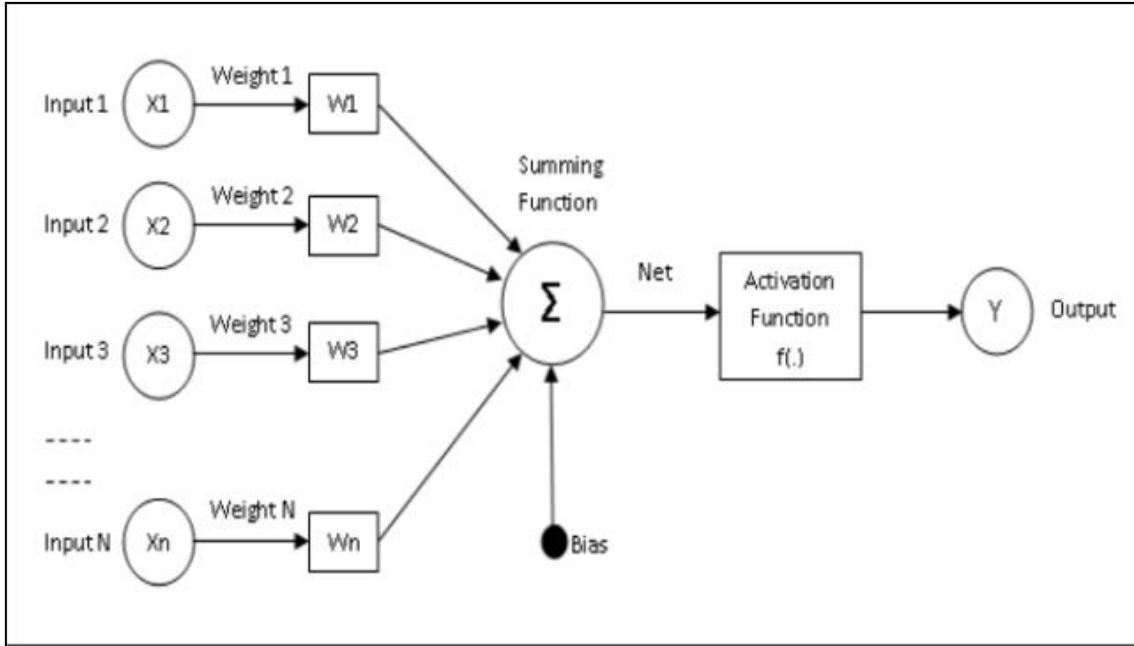 Input 1
X1
Weight 1
W1
Input 2
X2
Weight 2
W2
Input 3
X3
Weight 3
W3
----
----
Input N
Xn
Weight N
Wn
Summing
Function
Σ
Bias
Net
Activation
Function
f(.)
Y
Output